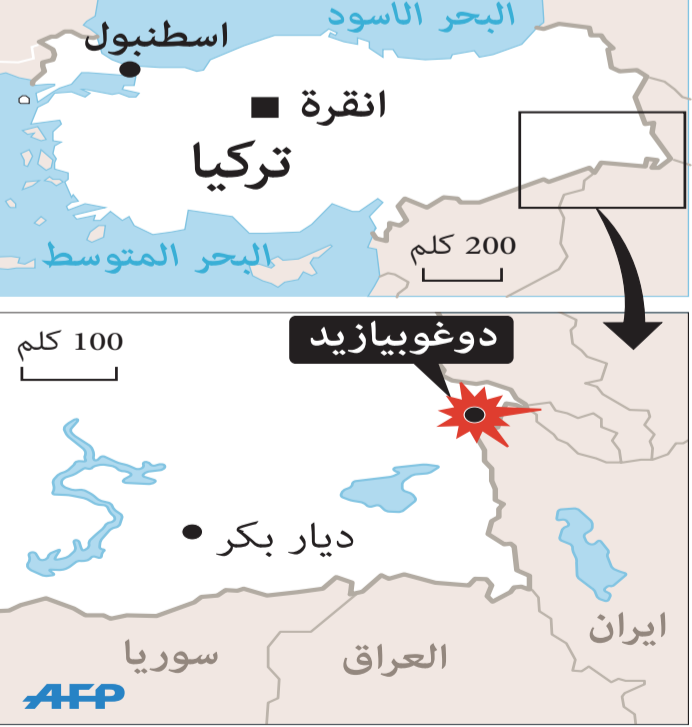 البحر الاسود
اسطنبول
انقرة
تركيا
البحر المتوسط
200 كلم
100 كلم
دوغوبيازيد
ديار بكر
ايران
العراق
سوريا
AFP